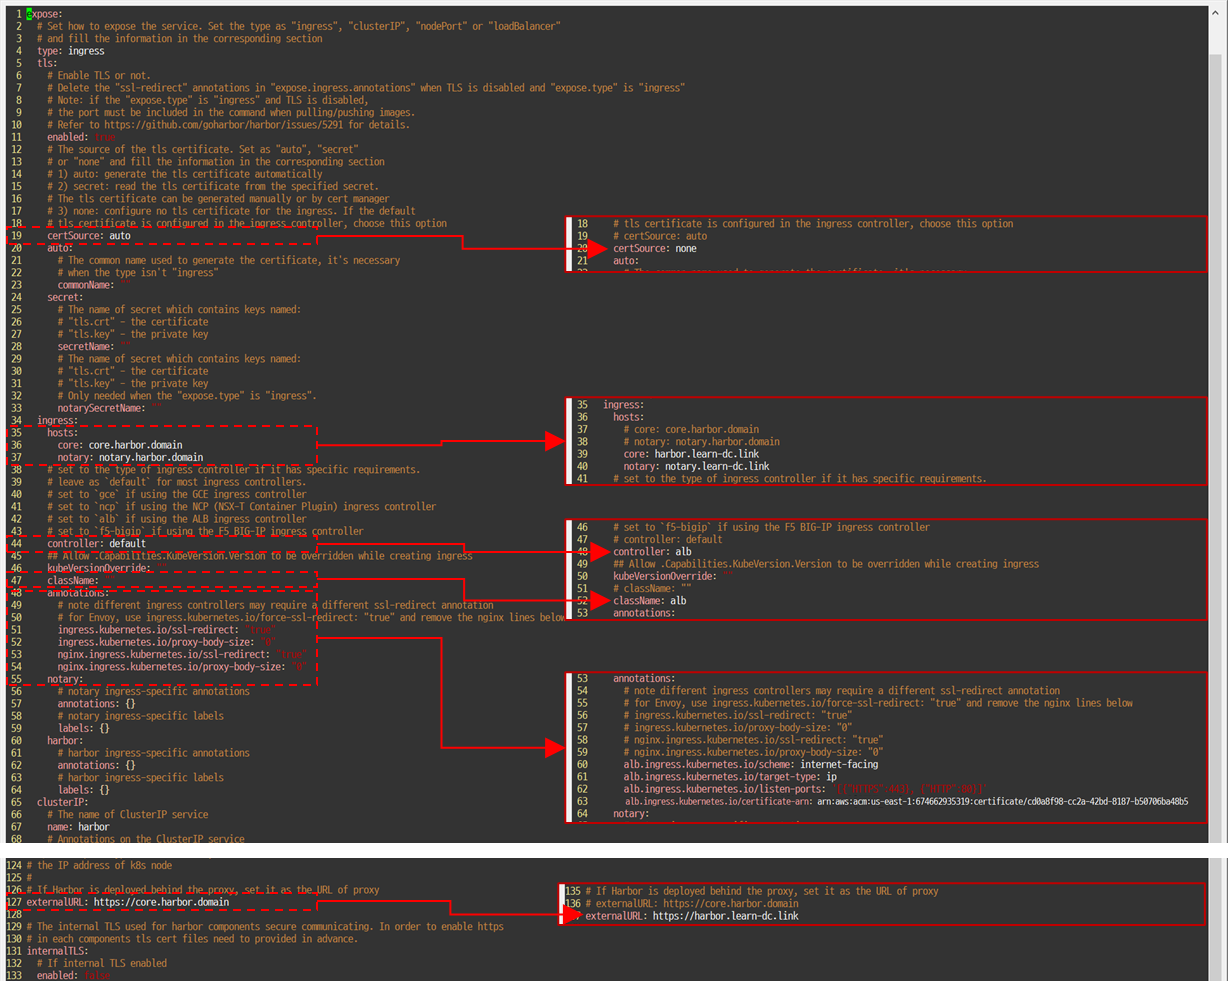 1 expose:
2 # Set how to expose the service. Set the type as "ingress", "clusterIP", "nodePort" or "loadBalancer"
3 # and fill the information in the corresponding section
4 type: ingress
5 tls:
6 # Enable TLS or not.
7 # Delete the "ssl-redirect" annotations in "expose.ingress.annotations" when TLS is disabled and "expose.type" is "ingress"
8 # Note: if the "expose.type" is "ingress" and TLS is disabled,
9 # the port must be included in the command when pulling/pushing images.
10 # Refer to https://github.com/goharbor/harbor/issues/5291 for details.
11 enabled: true
12 # The source of the tls certificate. Set as "auto", "secret"
13 # or "none" and fill the information in the corresponding section
14 # 1) auto: generate the tls certificate automatically
15 # 2) secret: read the tls certificate from the specified secret.
16 # The tls certificate can be generated manually or by cert manager
17 # 3) none: configure no tls certificate for the ingress. If the default
18 # tls certificate is configured in the ingress controller, choose this option
19 certSource: auto
20 auto:
21 # The common name used to generate the certificate, it's necessary
22 # when the type isn't "ingress"
23 commonName: ""
24 secret:
25 # The name of secret which contains keys named:
26 # "tls.crt" - the certificate
27 # "tls.key" - the private key
28 secretName: ""
29 # The name of secret which contains keys named:
30 # "tls.crt" - the certificate
31 # "tls.key" - the private key
32 # Only needed when the "expose.type" is "ingress".
33 notarySecretName: ""
34 ingress:
35 hosts:
36 core: core.harbor.domain
37 notary: notary.harbor.domain
38 # set to the type of ingress controller if it has specific requirements.
39 # leave as `default` for most ingress controllers.
40 # set to `gce` if using the GCE ingress controller
41 # set to `ncp` if using the NCP (NSX-T Container Plugin) ingress controller
42 # set to `alb` if using the ALB ingress controller
43 # set to `f5-bigip` if using the F5 BIG-IP ingress controller
44 controller: default
45 ## Allow .Capabilities.KubeVersion.Version to be overridden while creating ingress
46 kubeVersionOverride: ""
47 className: ""
48 annotations:
49 # note different ingress controllers may require a different ssl-redirect annotation
50 # for Envoy, use ingress.kubernetes.io/force-ssl-redirect: "true" and remove the nginx lines below
51 ingress.kubernetes.io/ssl-redirect: "true"
52 ingress.kubernetes.io/proxy-body-size: "0"
53 nginx.ingress.kubernetes.io/ssl-redirect: "true"
54 nginx.ingress.kubernetes.io/proxy-body-size: "0"
55 notary:
56 # notary ingress-specific annotations
57 annotations: {}
58 # notary ingress-specific labels
59 labels: {}
60 harbor:
61 # harbor ingress-specific annotations
62 annotations: {}
63 # harbor ingress-specific labels
64 labels: {}
65 clusterIP:
66 # The name of ClusterIP service
67 name: harbor
68 # Annotations on the ClusterIP service
18 # tls certificate is configured in the ingress controller, choose this option
19 # certSource: auto
20 certSource: none
21 auto:
35 ingress:
36 hosts:
37 # core: core.harbor.domain
38 # notary: notary.harbor.domain
39 core: harbor.learn-dc.link
40 notary: notary.learn-dc.link
41 # set to the type of ingress controller if it has specific requirements.
46 # set to `f5-bigip` if using the F5 BIG-IP ingress controller
47 # controller: default
48 controller: alb
49 ## Allow .Capabilities.KubeVersion.Version to be overridden while creating ingress
50 kubeVersionOverride: ""
51 # className: ""
52 className: alb
53 annotations:
53 annotations:
54 # note different ingress controllers may require a different ssl-redirect annotation
55 # for Envoy, use ingress.kubernetes.io/force-ssl-redirect: "true" and remove the nginx lines below
56 # ingress.kubernetes.io/ssl-redirect: "true"
57 # ingress.kubernetes.io/proxy-body-size: "0"
58 # nginx.ingress.kubernetes.io/ssl-redirect: "true"
59 # nginx.ingress.kubernetes.io/proxy-body-size: "0"
60 alb.ingress.kubernetes.io/scheme: internet-facing
61 alb.ingress.kubernetes.io/target-type: ip
62 alb.ingress.kubernetes.io/listen-ports: '[{"HTTPS":443}, {"HTTP":80}]'
63 alb.ingress.kubernetes.io/certificate-arn: arn:aws:acm:us-east-1:674662935319:certificate/cd0a8f98-cc2a-42bd-8187-b50706ba48b5
64 notary:
124 # the IP address of k8s node
125 #
126 # If Harbor is deployed behind the proxy, set it as the URL of proxy
127 externalURL: https://core.harbor.domain
128
129 # The internal TLS used for harbor components secure communicating. In order to enable https
130 # in each components tls cert files need to provided in advance.
131 internalTLS:
132 # If internal TLS enabled
133 enabled: false
135 # If Harbor is deployed behind the proxy, set it as the URL of proxy
136 # externalURL: https://core.harbor.domain
externalURL: https://harbor.learn-dc.link